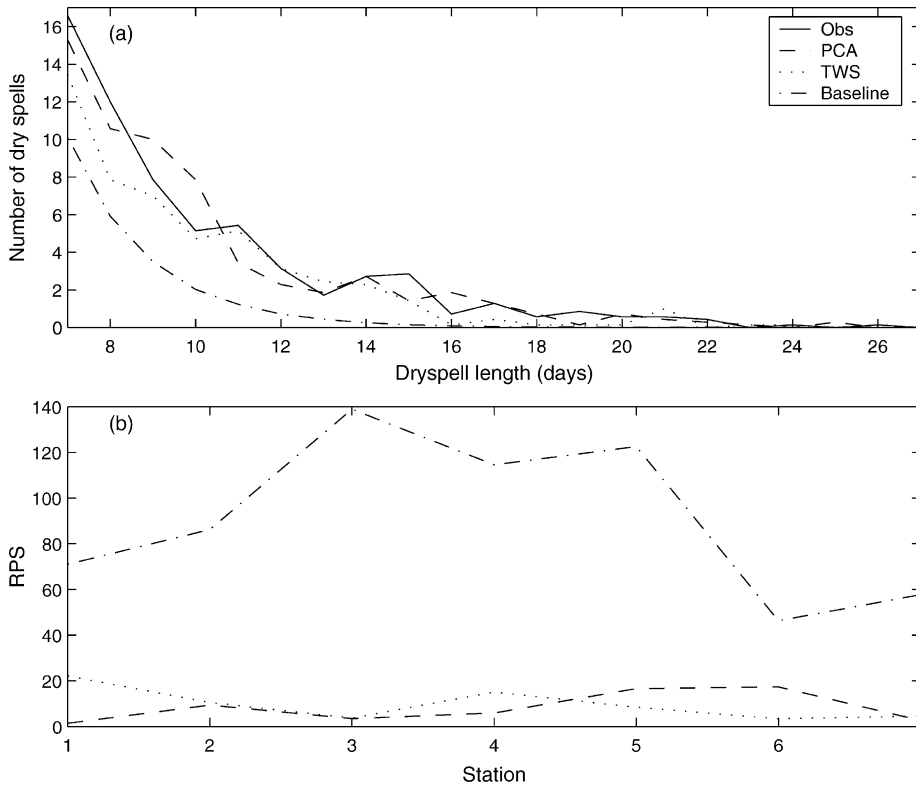 (a)
Obs
PCA
TWS
Baseline
16
14
12
10
8
6
4
2
0
Number of dry spells
8 10 12 14 16 18 20 22 24 26
Dryspell length (days)
(b)
140
120
100
80
60
40
20
0
RPS
1 2 3 4 5 6
Station